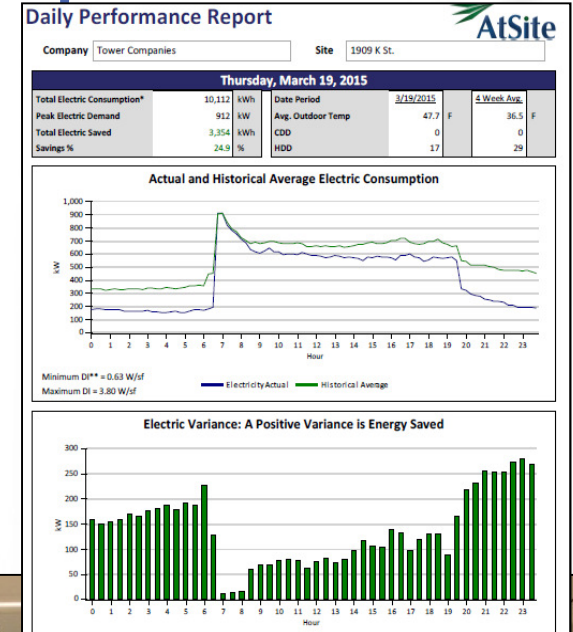 Daily Performance Report
AtSite
Company Tower Companies Site 1909 K St.
Thursday, March 19, 2015
Total Electric Consumption* 10,112 kWh Date Period 3/19/2015 4 Week Avg.
Peak Electric Demand 912 kW Avg. Outdoor Temp 47.7 F 36.5 F
Total Electric Saved 3,354 kWh CDD 0 0
Savings % 24.9 % HDD 17 29
Actual and Historical Average Electric Consumption
1,000
900
800
700
600
500
400
300
200
100
0
kW
0 1 2 3 4 5 6 7 8 9 10 11 12 13 14 15 16 17 18 19 20 21 22 23
Hour
Minimum DI** = 0.63 W/sf
Maximum DI = 3.80 W/sf
Electricity Actual Historical Average
Electric Variance: A Positive Variance is Energy Saved
300
250
200
150
100
50
0
kW
0 1 2 3 4 5 6 7 8 9 10 11 12 13 14 15 16 17 18 19 20 21 22 23
Hour